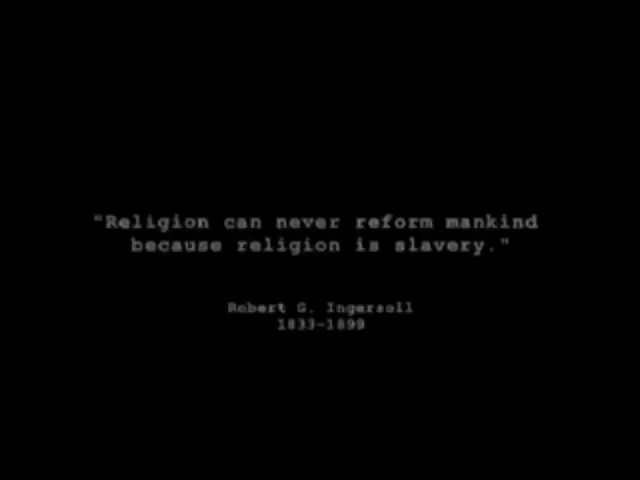 "Religion can never reform mankind
because religion is slavery."
Robert G. Ingersoll
1833-1899